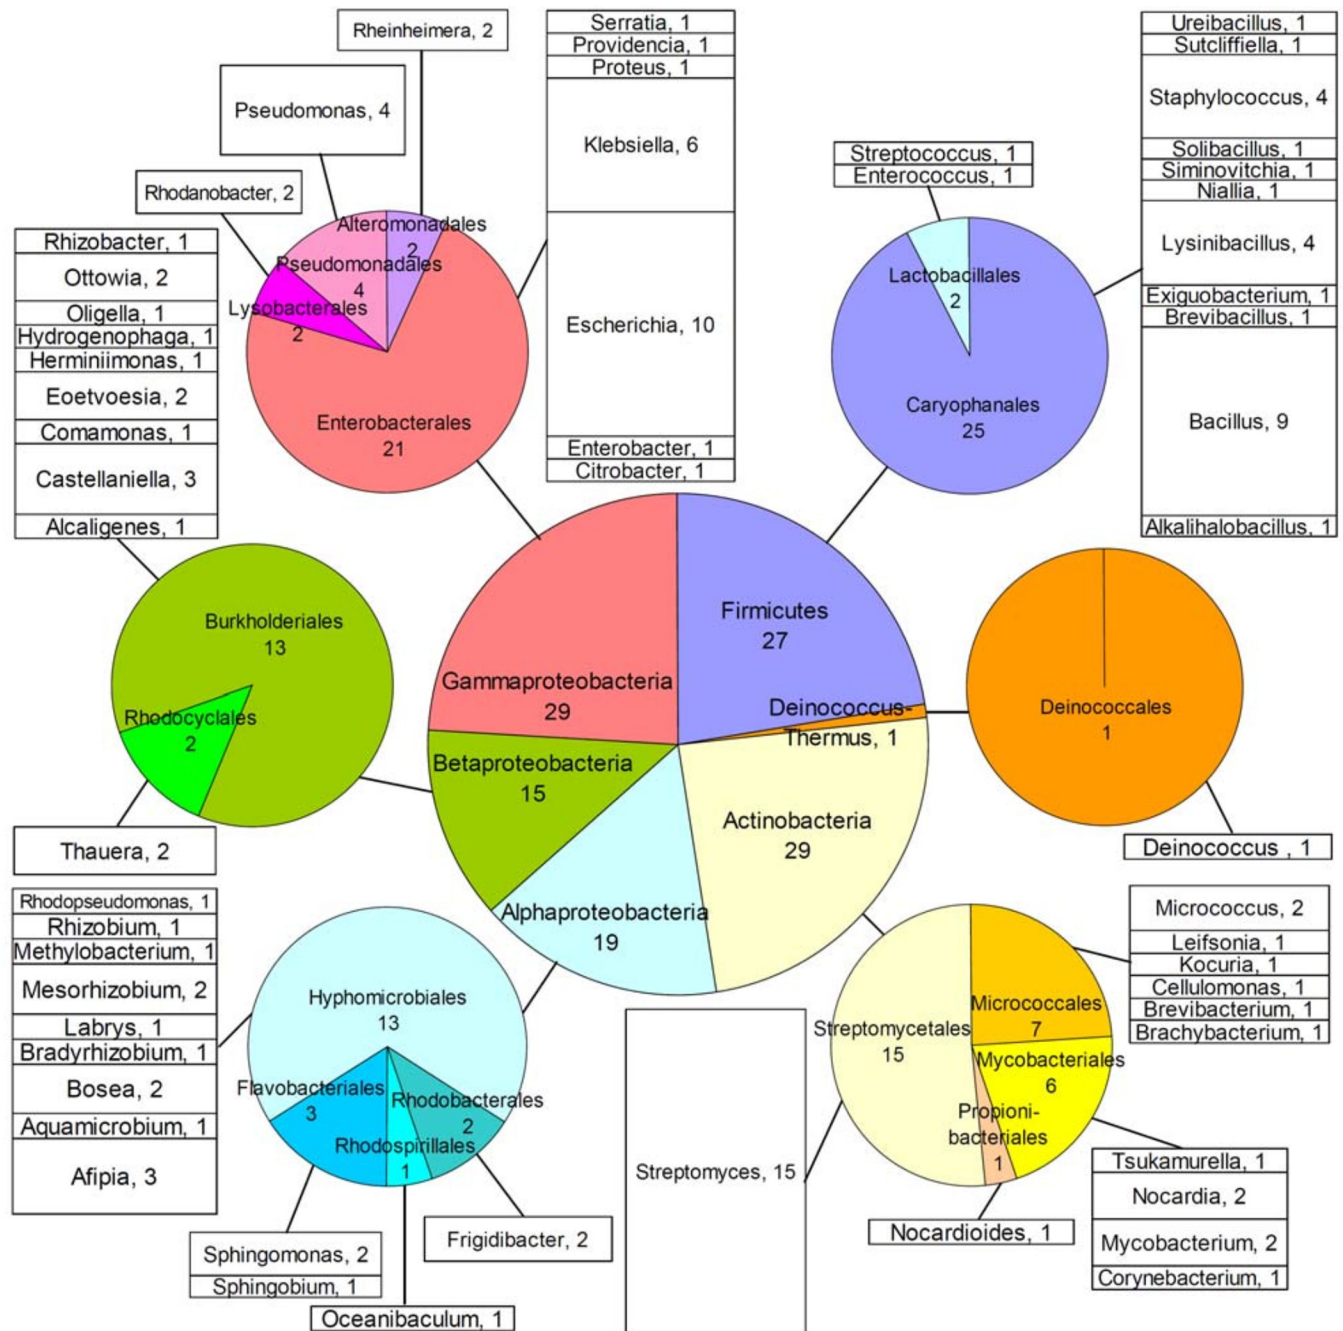 Rheinheimera, 2
Pseudomonas, 4
Rhodanobacter, 2
Serratia, 1
Providencia, 1
Proteus, 1
Klebsiella, 6
Escherichia, 10
Enterobacter, 1
Citrobacter, 1
Alteromonadales
2
Pseudomonadales
4
Lysobacterales
2
Enterobacterales
21
Streptococcus, 1
Enterococcus, 1
Lactobacillales
2
Caryophanales
25
Ureibacillus, 1
Sutcliffiella, 1
Staphylococcus, 4
Solibacillus, 1
Siminovitchia, 1
Niallia, 1
Lysinibacillus, 4
Exiguobacterium, 1
Brevibacillus, 1
Bacillus, 9
Alkalihalobacillus, 1
Rhizobacter, 1
Ottowia, 2
Oligella, 1
Hydrogenophaga, 1
Herminiimonas, 1
Eoetvoesia, 2
Comamonas, 1
Castellaniella, 3
Alcaligenes, 1
Burkholderiales
13
Rhodocyclales
2
Thauera, 2
Firmicutes
27
Gammaproteobacteria
29
Deinococcus-
Thermus, 1
Betaproteobacteria
15
Actinobacteria
29
Alphaproteobacteria
19
Deinococcales
1
Deinococcus , 1
Rhodopseudomonas, 1
Rhizobium, 1
Methylobacterium, 1
Mesorhizobium, 2
Labrys, 1
Bradyrhizobium, 1
Bosea, 2
Aquamicrobium, 1
Afipia, 3
Hyphomicrobiales
13
Flavobacteriales
3
Rhodobacterales
2
Rhodospirillales
1
Sphingomonas, 2
Sphingobium, 1
Oceanibaculum, 1
Frigidibacter, 2
Streptomyces, 15
Streptomycetales
15
Micrococcales
7
Mycobacteriales
6
Propioni-
bacteriales
1
Micrococcus, 2
Leifsonia, 1
Kocuria, 1
Cellulomonas, 1
Brevibacterium, 1
Brachybacterium, 1
Nocardioides, 1
Tsukamurella, 1
Nocardia, 2
Mycobacterium, 2
Corynebacterium, 1